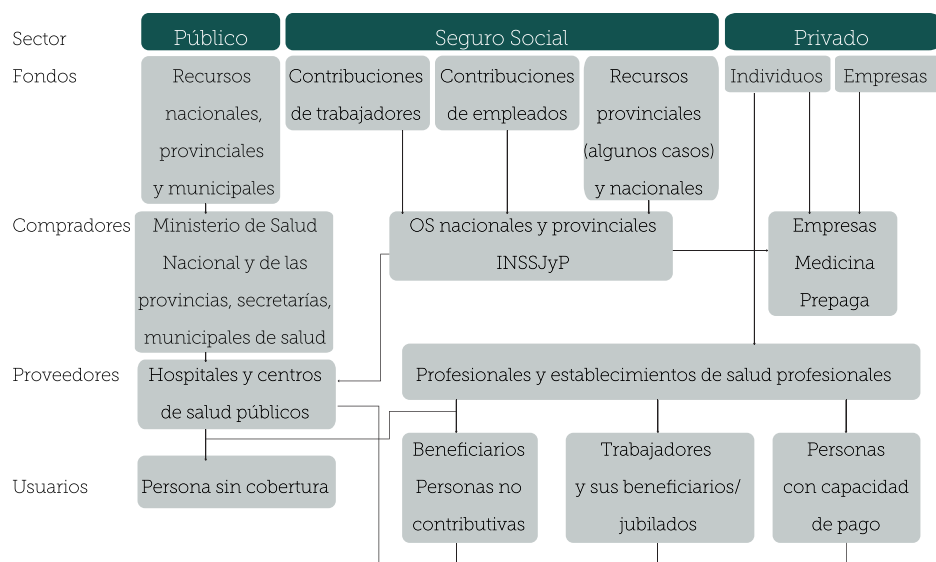 Sector
Público
Seguro Social
Privado
Fondos
Recursos
nacionales,
provinciales
y municipales
Contribuciones
de trabajadores
Contribuciones
de empleados
Recursos
provinciales
(algunos casos)
y nacionales
Individuos
Empresas
Compradores
Ministerio de Salud
Nacional y de las
provincias, secretarías,
municipales de salud
OS nacionales y provinciales
INSSJyP
Empresas
Medicina
Prepaga
Proveedores
Hospitales y centros
de salud públicos
Profesionales y establecimientos de salud profesionales
Usuarios
Persona sin cobertura
Beneficiarios
Personas no
contributivas
Trabajadores
y sus beneficiarios/
jubilados
Personas
con capacidad
de pago